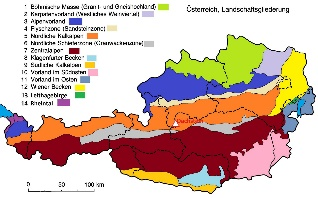 Österreich, Landschaftsgliederung
1 Böhmische Masse (Granit- und Gneishochland)
2 Karpatenvorland (Westliches Weinviertel)
3 Alpenvorland
4 Flyschzone (Sandsteinzone)
5 Nördliche Kalkalpen
6 Nördliche Schieferzone (Grauwackenzone)
7 Zentralalpen
8 Klagenfurter Becken
9 Südliche Kalkalpen
10 Vorland im Südosten
11 Vorland im Osten
12 Wiener Becken
13 Leithagebirge
14 Rheintal
0 50 100 km